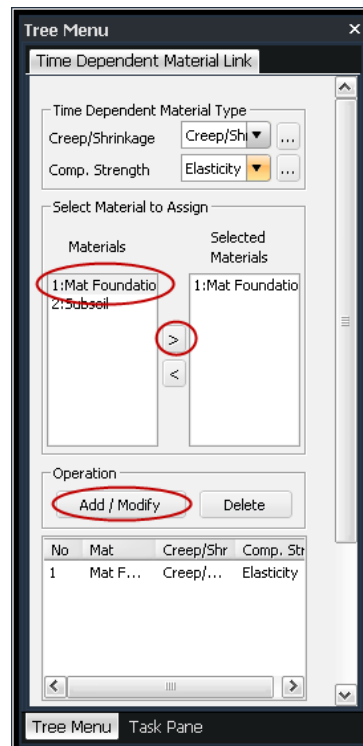 Tree Menu
Time Dependent Material Link
Time Dependent Material Type
Creep/Shrinkage Creep/Shi ...
Comp. Strength Elasticity ...
Select Material to Assign
Materials
Selected
Materials
1:Mat Foundatio
2:Subsoil
1:Mat Foundatio
>
<
Operation
Add / Modify Delete
No Mat Creep/Shr Comp. Str
1 Mat F... Creep/... Elasticity
Tree Menu Task Pane